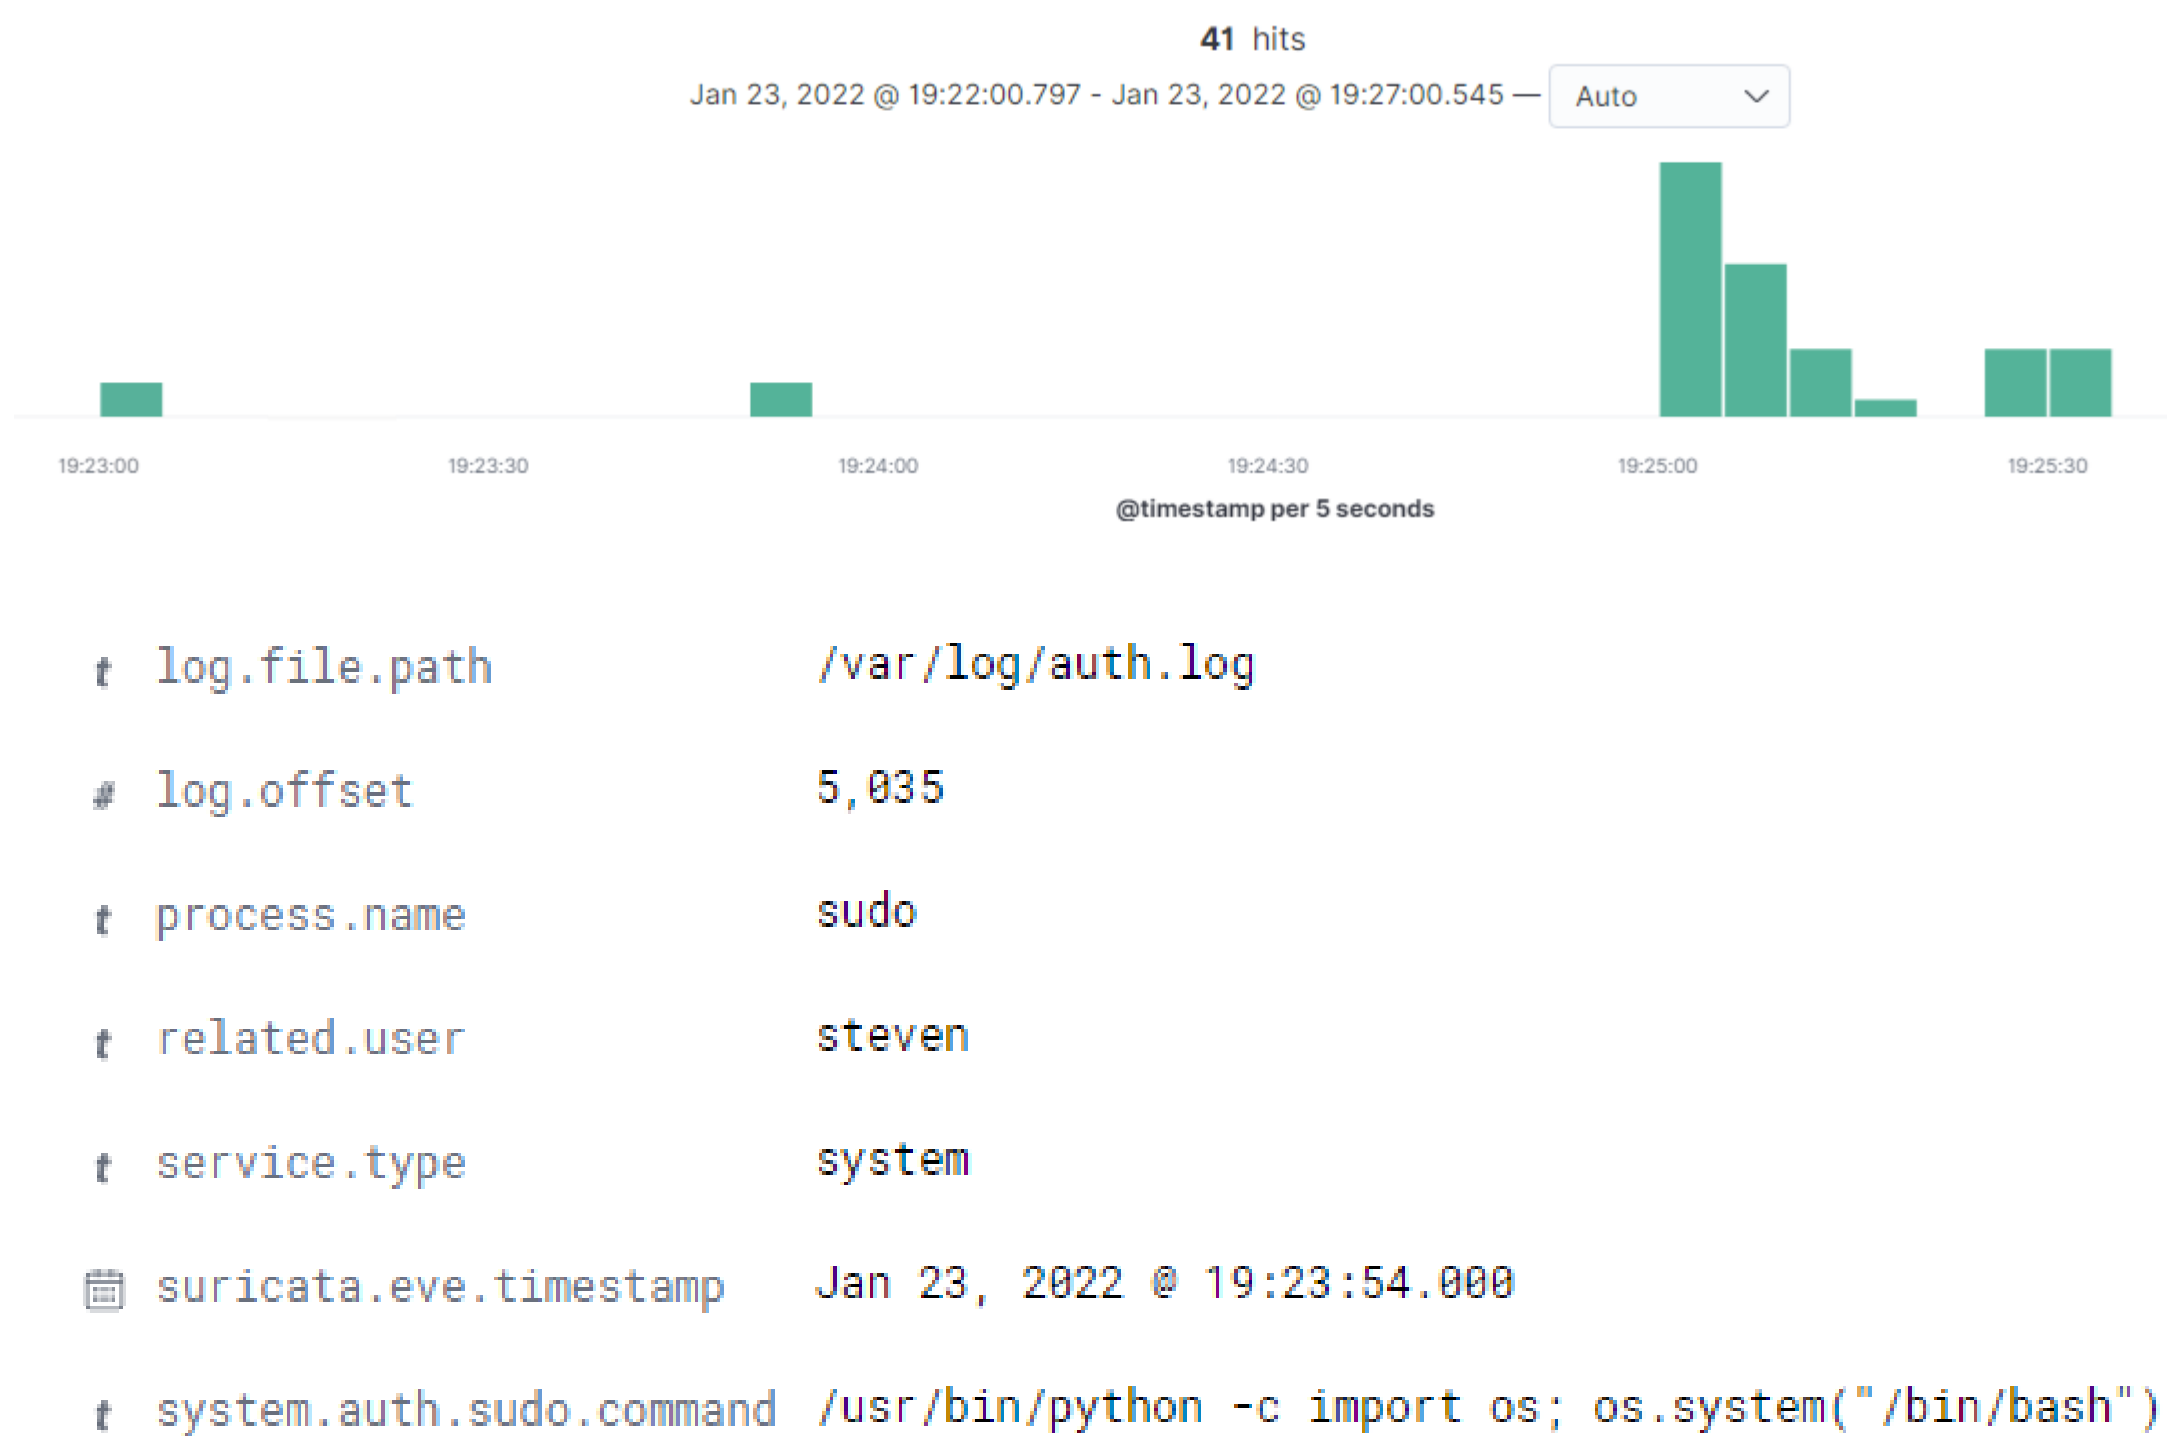 41 hits
Jan 23, 2022 @ 19:22:00.797 - Jan 23, 2022 @ 19:27:00.545 — Auto
19:23:00 19:23:30 19:24:00 19:24:30 19:25:00 19:25:30
@timestamp per 5 seconds
t log.file.path /var/log/auth.log
# log.offset 5,035
t process.name sudo
t related.user steven
t service.type system
suricata.eve.timestamp Jan 23, 2022 @ 19:23:54.000
t system.auth.sudo.command /usr/bin/python -c import os; os.system("/bin/bash")